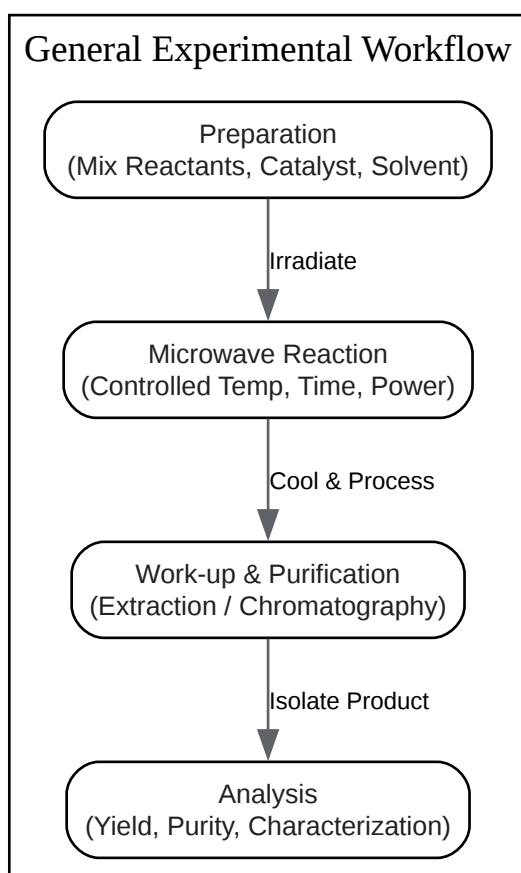 General Experimental Workflow
Preparation
(Mix Reactants, Catalyst, Solvent)
Irradiate
Microwave Reaction
(Controlled Temp, Time, Power)
Cool & Process
Work-up & Purification
(Extraction / Chromatography)
Isolate Product
Analysis
(Yield, Purity, Characterization)